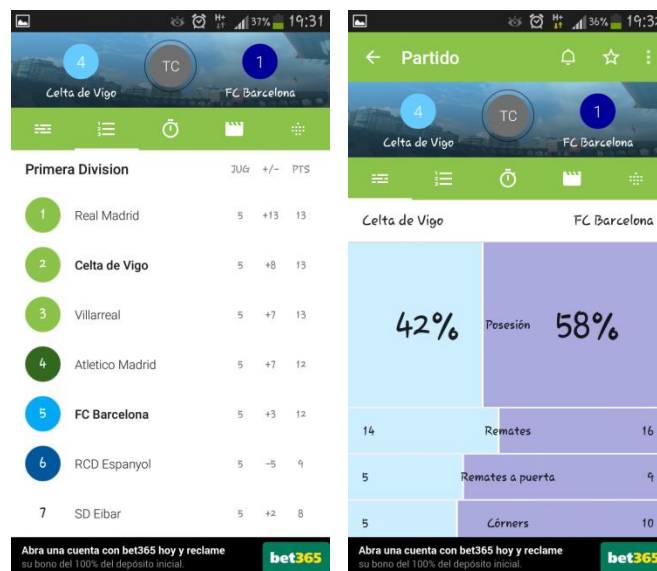 37% 19:31
4 TC 1
Celta de Vigo FC Barcelona
Primera Division JUG +/- PTS
1 Real Madrid 5 +13 13
2 Celta de Vigo 5 +8 13
3 Villarreal 5 +7 13
4 Atletico Madrid 5 +7 12
5 FC Barcelona 5 +3 12
6 RCD Espanyol 5 -5 9
7 SD Eibar 5 +2 8
Abra una cuenta con bet365 hoy y reclame
su bono del 100% del depósito inicial.
bet365
36% 19:32
Partido
4 TC 1
Celta de Vigo FC Barcelona
Celta de Vigo FC Barcelona
42% Posesión 58%
14 Remates 16
5 Remates a puerta 9
5 Córners 10
Abra una cuenta con bet365 hoy y reclame
su bono del 100% del depósito inicial.
bet365